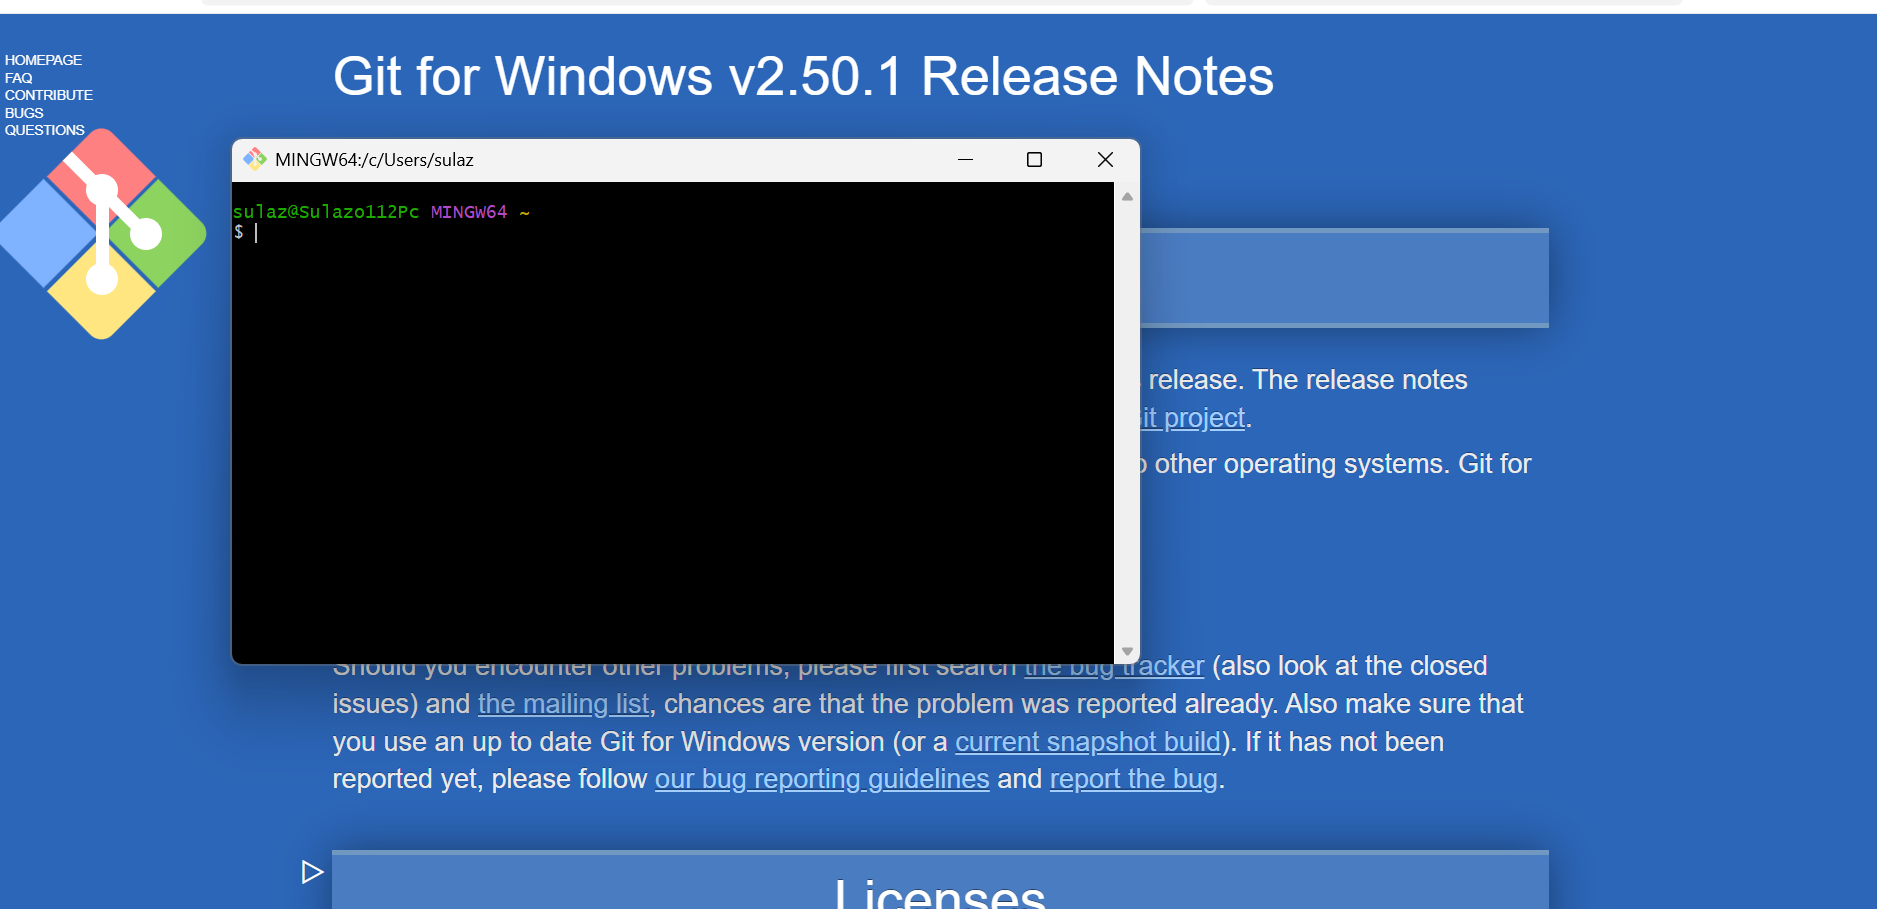 HOMEPAGE
FAQ
CONTRIBUTE
BUGS
QUESTIONS
Git for Windows v2.50.1 Release Notes
MINGW64:/c/Users/sulaz
sulaz@Sulazo112Pc MINGW64 ~
$
release. The release notes
it project.
other operating systems. Git for
Should you encounter other problems, please first search the bug tracker (also look at the closed
issues) and the mailing list, chances are that the problem was reported already. Also make sure that
you use an up to date Git for Windows version (or a current snapshot build). If it has not been
reported yet, please follow our bug reporting guidelines and report the bug.
Licenses